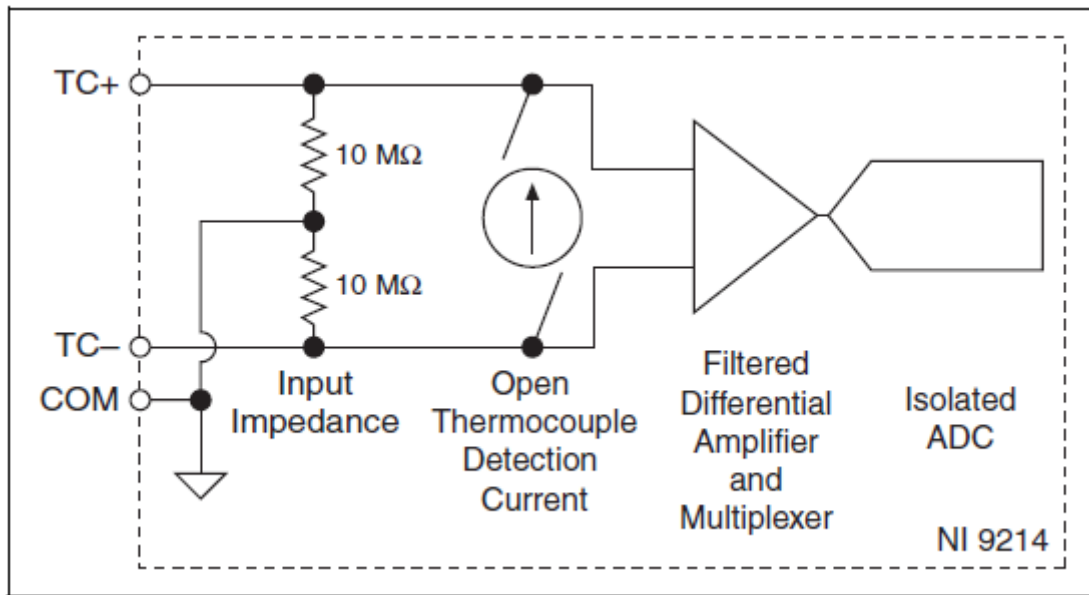 TC+
10 MΩ
10 MΩ
TC–
COM
Input
Impedance
Open
Thermocouple
Detection
Current
Filtered
Differential
Amplifier
and
Multiplexer
Isolated
ADC
NI 9214